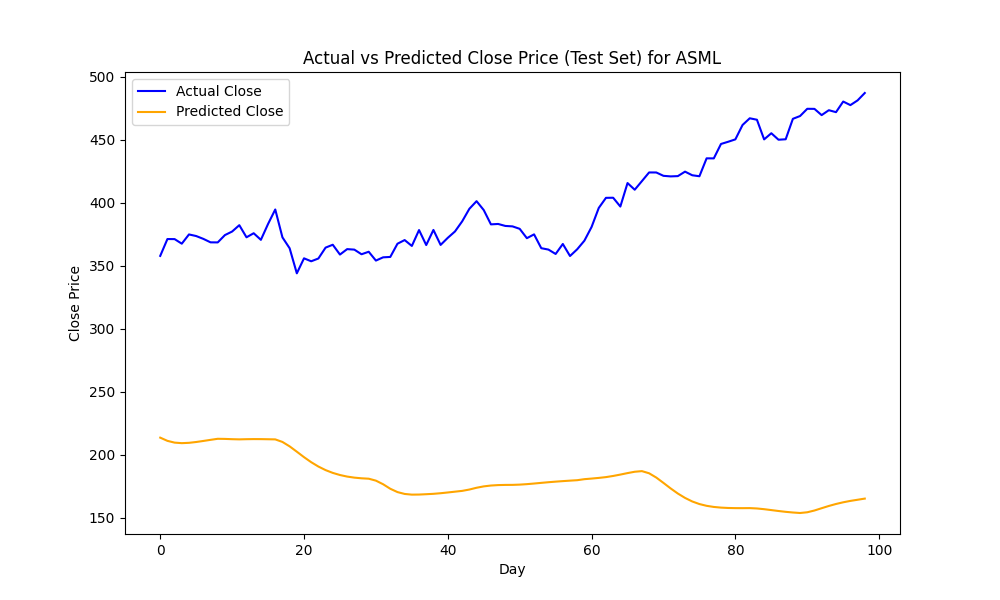 Actual vs Predicted Close Price (Test Set) for ASML
Actual Close
Predicted Close
Close Price
500
450
400
350
300
250
200
150
0 20 40 60 80 100
Day